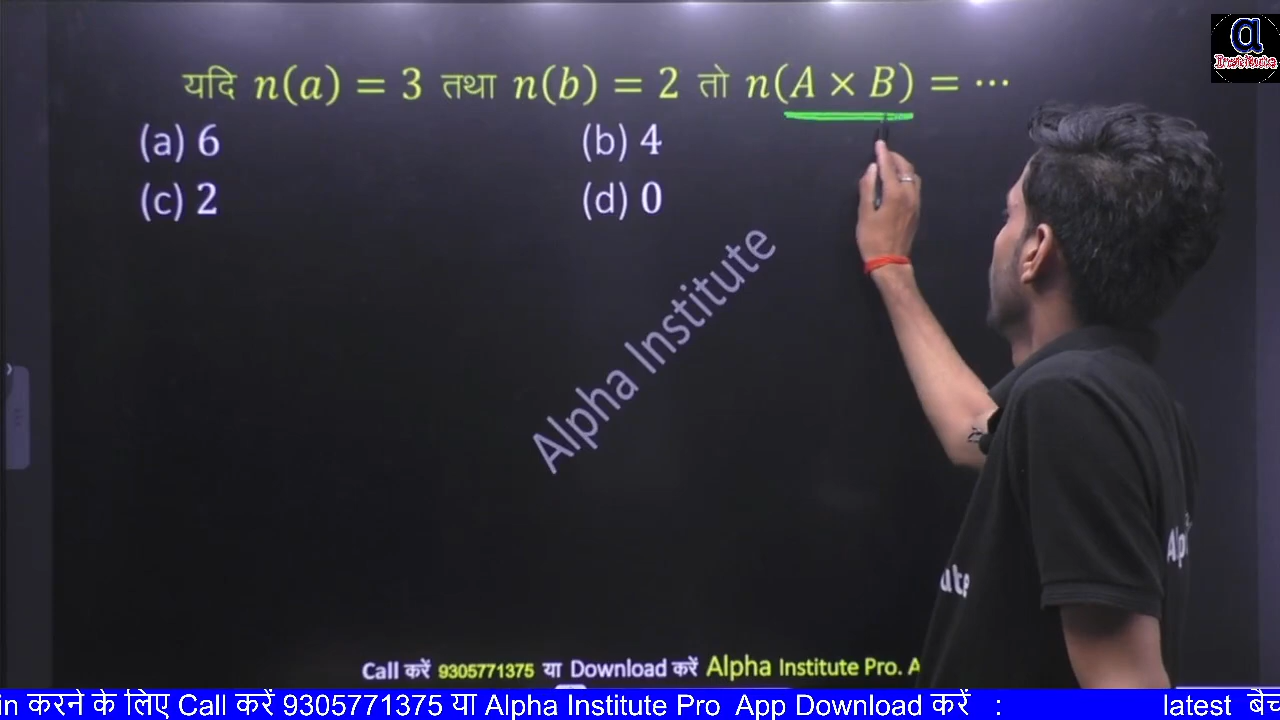 α
Institute
यदि n(a) = 3 तथा n(b) = 2 तो n(A × B) = ⋯
(a) 6 (b) 4
(c) 2 (d) 0
Alpha Institute
Call करें 9305771375 या Download करें Alpha Institute Pro. A
in करने के लिए Call करें 9305771375 या Alpha Institute Pro App Download करें : latest बैच